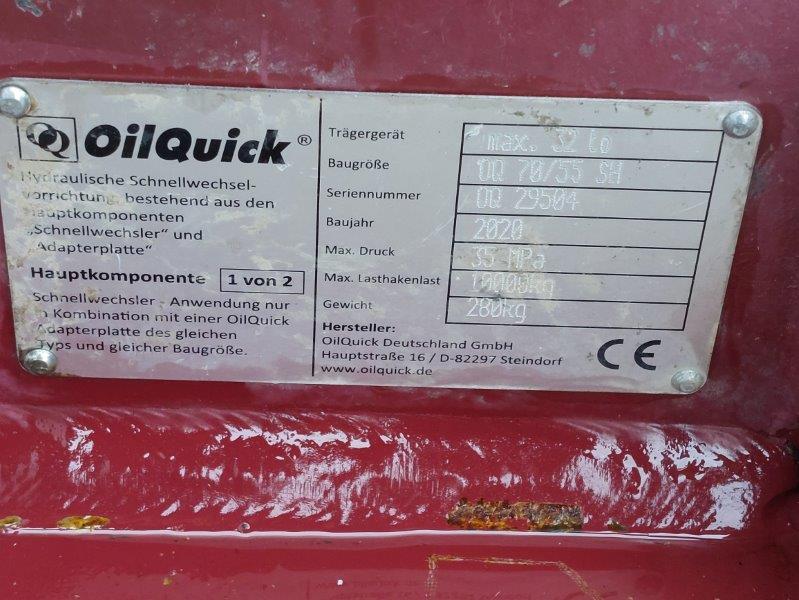 OilQuick®
Hydraulische Schnellwechsel-
vorrichtung bestehend aus den
Hauptkomponenten
„Schnellwechsler" und
„Adapterplatte"
Hauptkomponente 1 von 2
Schnellwechsler - Anwendung nur
in Kombination mit einer OilQuick
Adapterplatte des gleichen
Typs und gleicher Baugröße.
Trägergerät max. 32 to
Baugröße OQ 70/55 SH
Seriennummer OQ 29504
Baujahr 2020
Max. Druck 35 MPa
Max. Lasthakenlast 10000kg
Gewicht 280kg
Hersteller:
OilQuick Deutschland GmbH
Hauptstraße 16 / D-82297 Steindorf
www.oilquick.de
CE